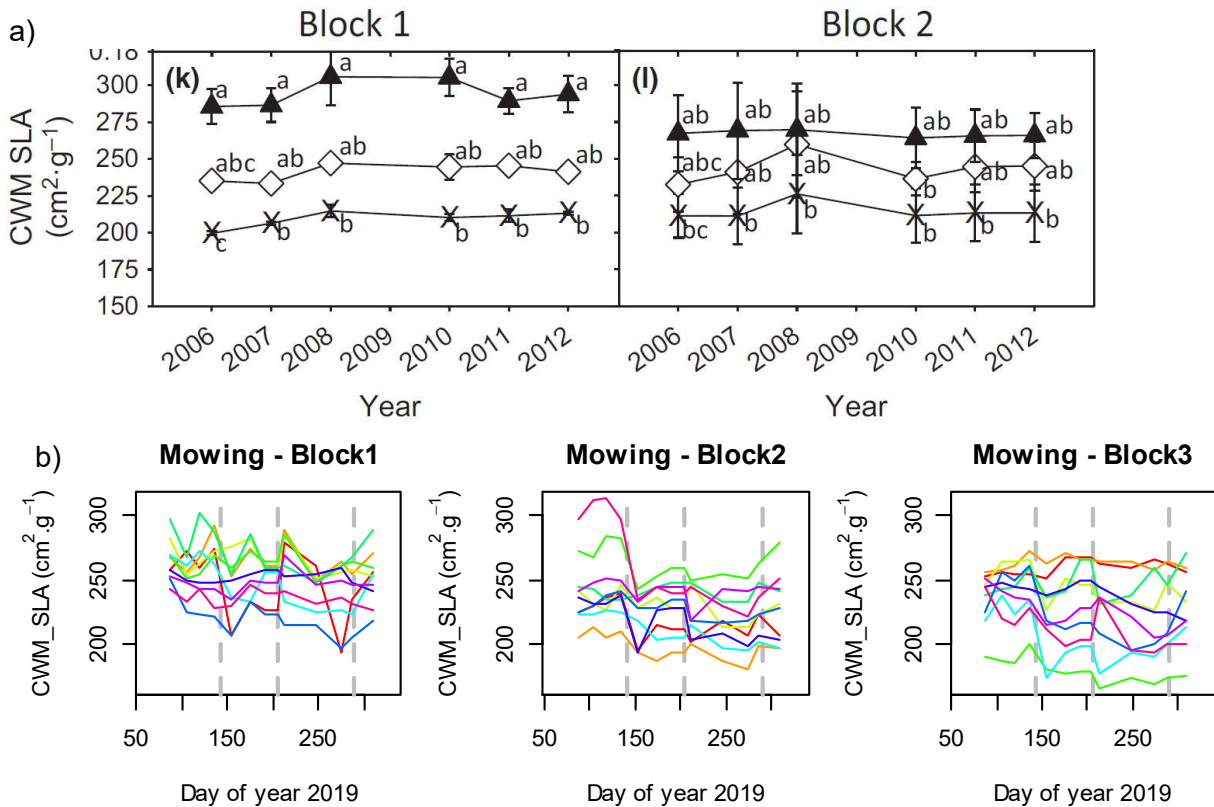 a)
Block 1
Block 2
0.18
(k)
(l)
CWM SLA
(cm²·g⁻¹)
300
275
250
225
200
175
150
a a a a a a
abc ab ab ab ab ab
c b b b b b
ab ab ab ab ab ab
abc ab ab b ab ab
bc b b b b b
2006 2007 2008 2009 2010 2011 2012
2006 2007 2008 2009 2010 2011 2012
Year
Year
b)
Mowing - Block1
Mowing - Block2
Mowing - Block3
CWM_SLA (cm².g⁻¹)
300
250
200
50 150 250
Day of year 2019
CWM_SLA (cm².g⁻¹)
300
250
200
50 150 250
Day of year 2019
CWM_SLA (cm².g⁻¹)
300
250
200
50 150 250
Day of year 2019